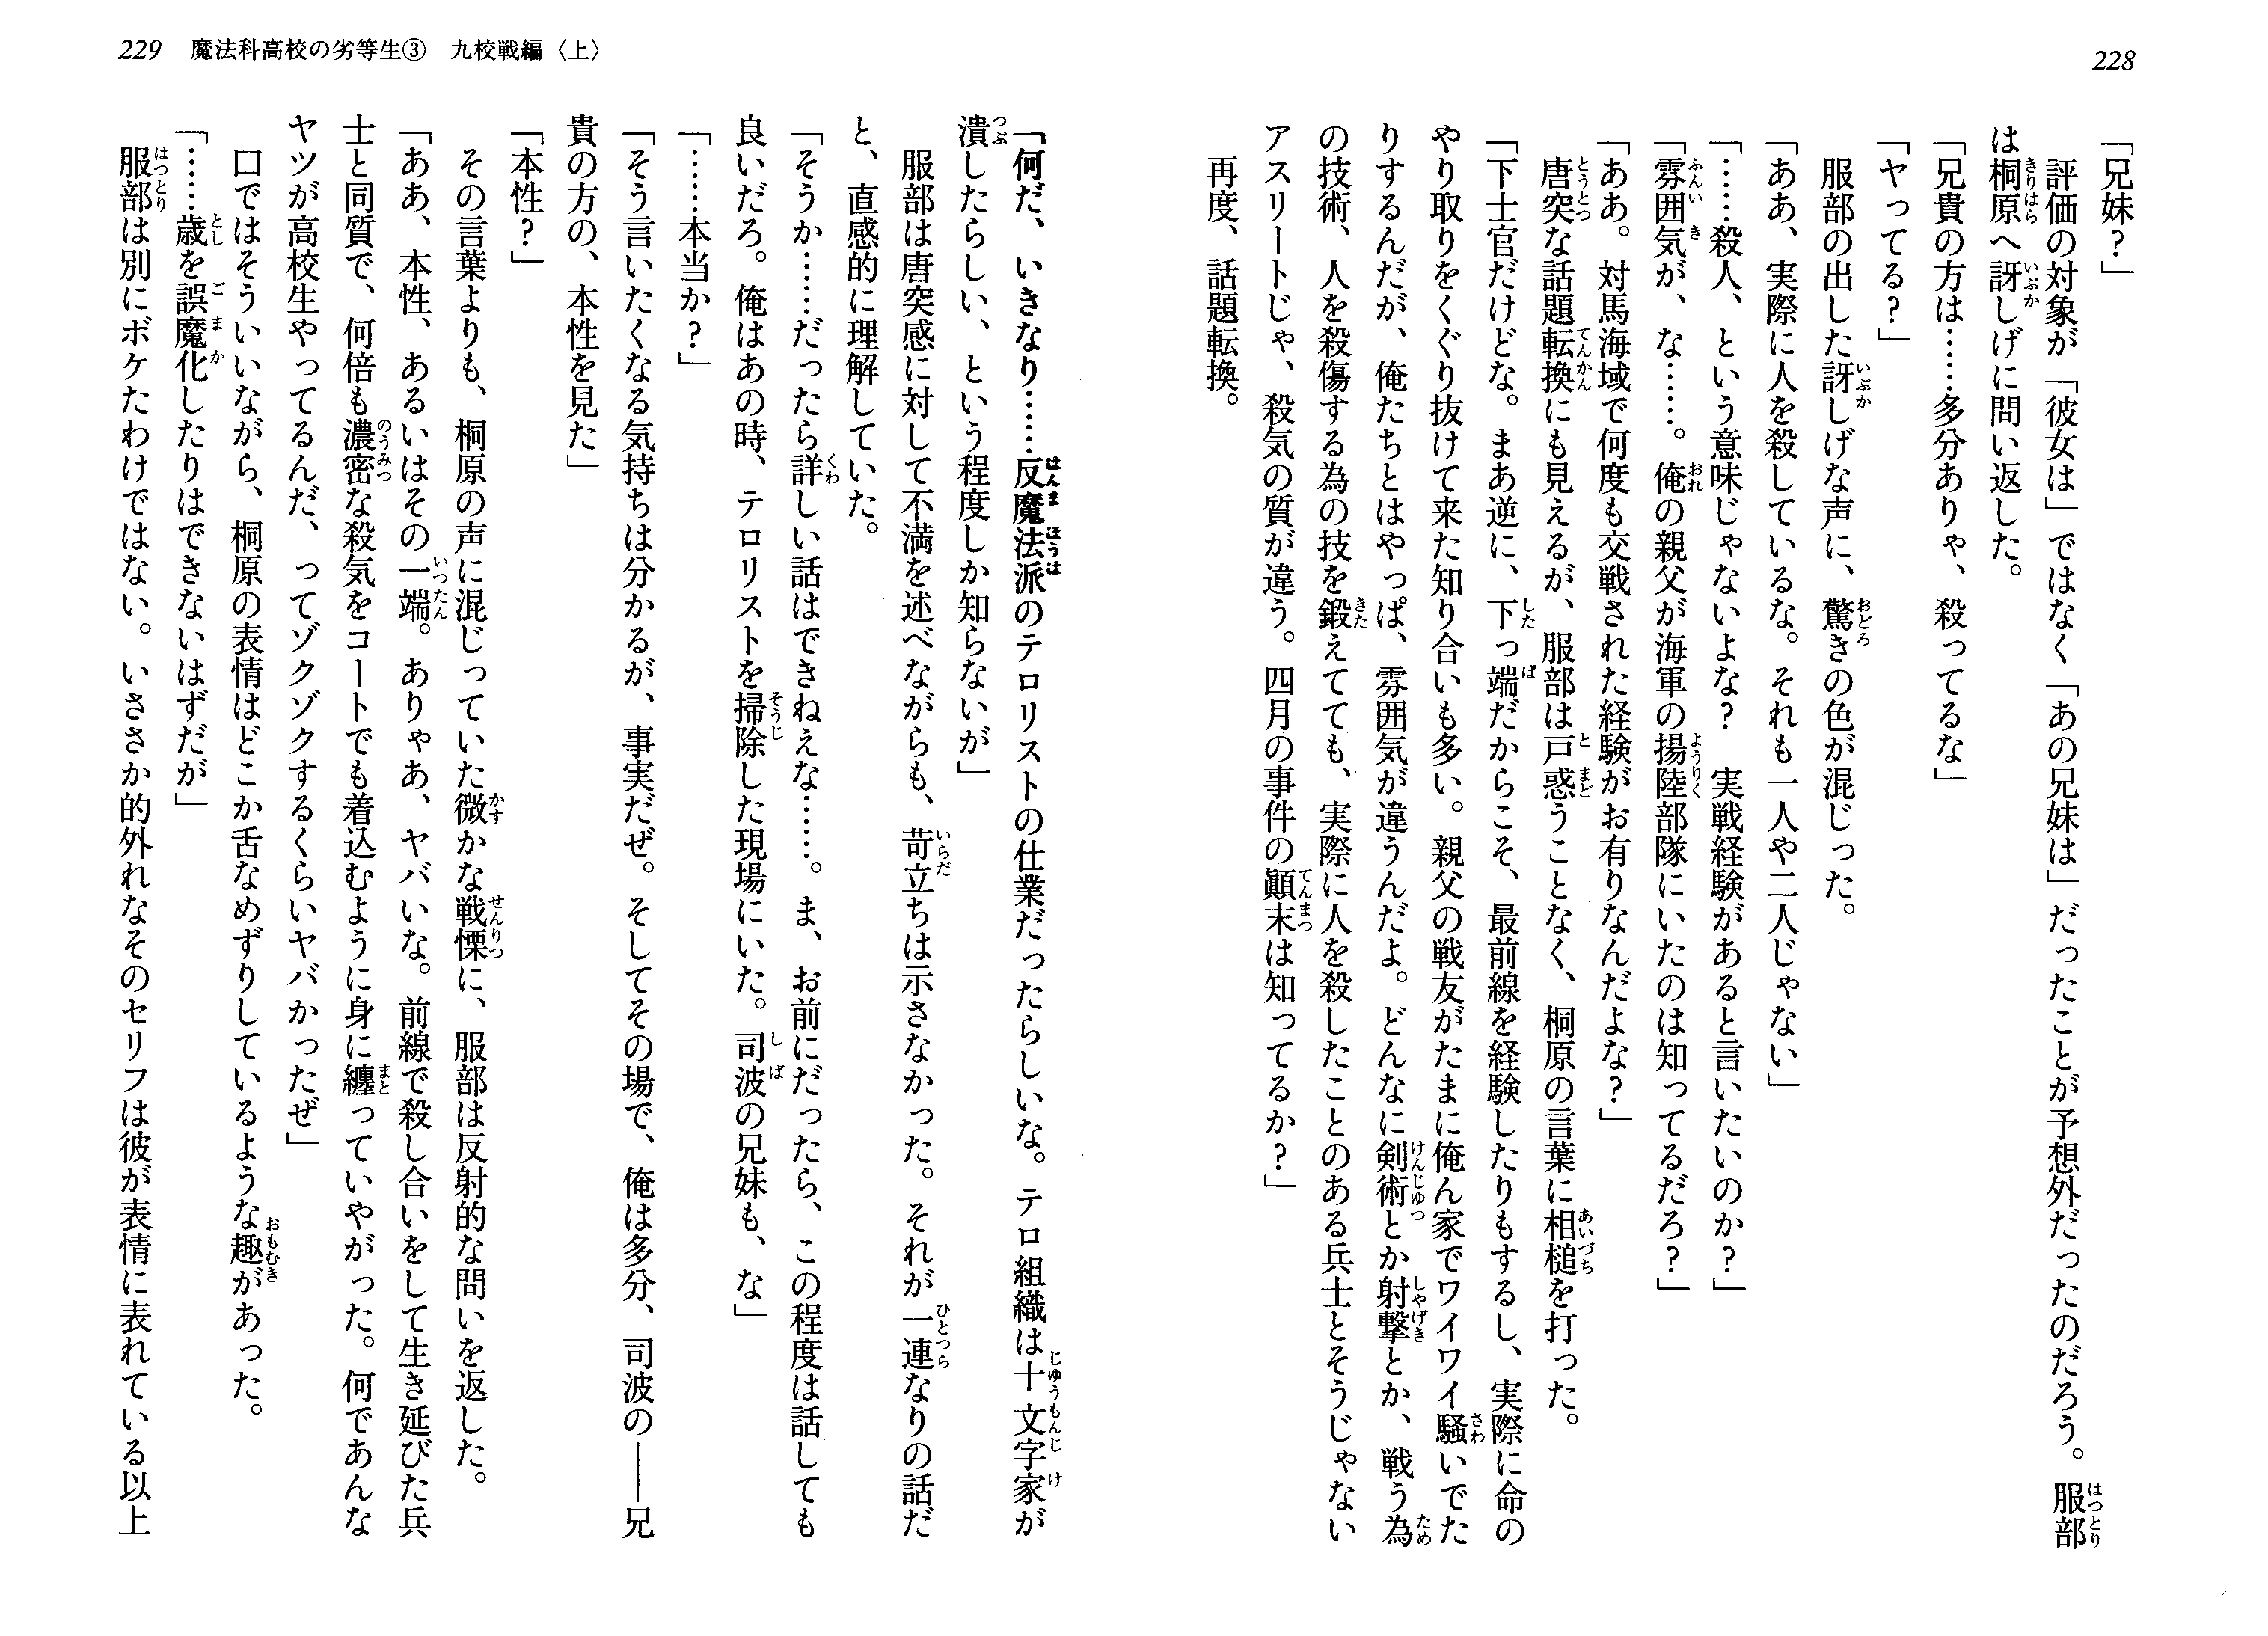 228
「兄妹?」
　評価の対象が「彼女は」ではなく「あの兄妹は」だったことが予想外だったのだろう。服部
は桐原へ訝しげに問い返した。
「兄貴の方は……多分ありゃ、殺ってるな」
「ヤってる?」
　服部の出した訝しげな声に、驚きの色が混じった。
「ああ、実際に人を殺しているな。それも一人や二人じゃない」
「……殺人、という意味じゃないよな?　実戦経験があると言いたいのか?」
「雰囲気が、な……。俺の親父が海軍の揚陸部隊にいたのは知ってるだろ?」
「ああ。対馬海域で何度も交戦された経験がお有りなんだよな?」
　唐突な話題転換にも見えるが、服部は戸惑うことなく、桐原の言葉に相槌を打った。
「下士官だけどな。まあ逆に、下っ端だからこそ、最前線を経験したりもするし、実際に命の
やり取りをくぐり抜けて来た知り合いも多い。親父の戦友がたまに俺ん家でワイワイ騒いでた
りするんだが、俺たちとはやっぱ、雰囲気が違うんだよ。どんなに剣術とか射撃とか、戦う為
の技術、人を殺傷する為の技を鍛えてても、実際に人を殺したことのある兵士とそうじゃない
アスリートじゃ、殺気の質が違う。四月の事件の顚末は知ってるか?」
　再度、話題転換。
229 魔法科高校の劣等生③　九校戦編〈上〉
「何だ、いきなり……反魔法派のテロリストの仕業だったらしいな。テロ組織は十文字家が
潰したらしい、という程度しか知らないが」
　服部は唐突感に対して不満を述べながらも、苛立ちは示さなかった。それが一連なりの話だ
と、直感的に理解していた。
「そうか……だったら詳しい話はできねえな……。ま、お前にだったら、この程度は話しても
良いだろ。俺はあの時、テロリストを掃除した現場にいた。司波の兄妹も、な」
「……本当か?」
「そう言いたくなる気持ちは分かるが、事実だぜ。そしてその場で、俺は多分、司波の――兄
貴の方の、本性を見た」
「本性?」
　その言葉よりも、桐原の声に混じっていた微かな戦慄に、服部は反射的な問いを返した。
「ああ、本性、あるいはその一端。ありゃあ、ヤバいな。前線で殺し合いをして生き延びた兵
士と同質で、何倍も濃密な殺気をコートでも着込むように身に纏っていやがった。何であんな
ヤツが高校生やってるんだ、ってゾクゾクするくらいヤバかったぜ」
　口ではそういいながら、桐原の表情はどこか舌なめずりしているような趣があった。
「……歳を誤魔化したりはできないはずだが」
　服部は別にボケたわけではない。いささか的外れなそのセリフは彼が表情に表れている以上